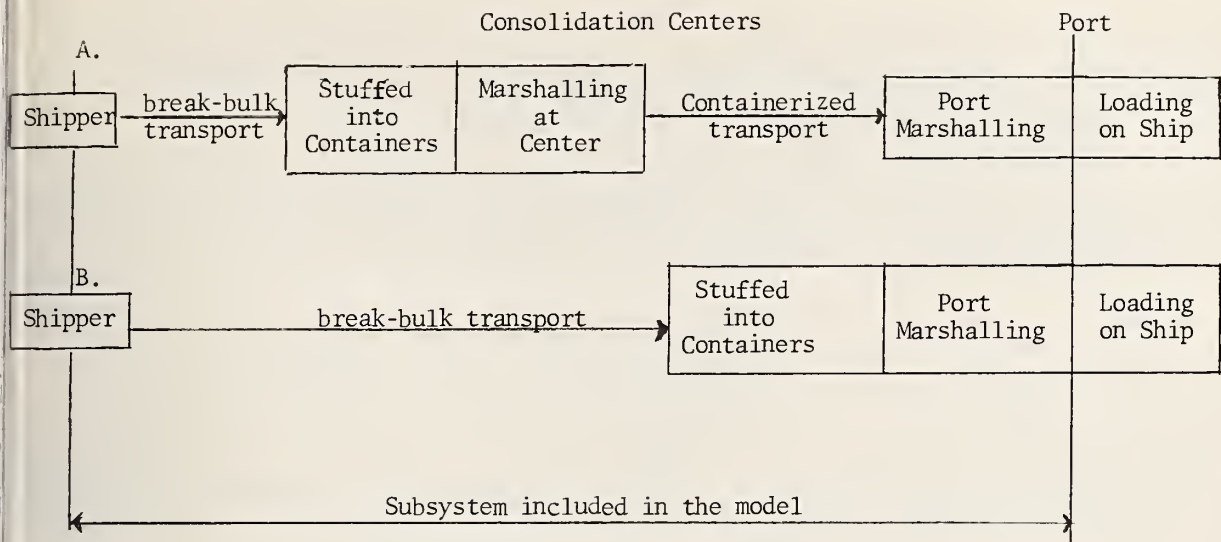 Consolidation Centers
Port
A.
Shipper
break-bulk
transport
Stuffed
into
Containers
Marshalling
at
Center
Containerized
transport
Port
Marshalling
Loading
on Ship
B.
Shipper
break-bulk transport
Stuffed
into
Containers
Port
Marshalling
Loading
on Ship
Subsystem included in the model